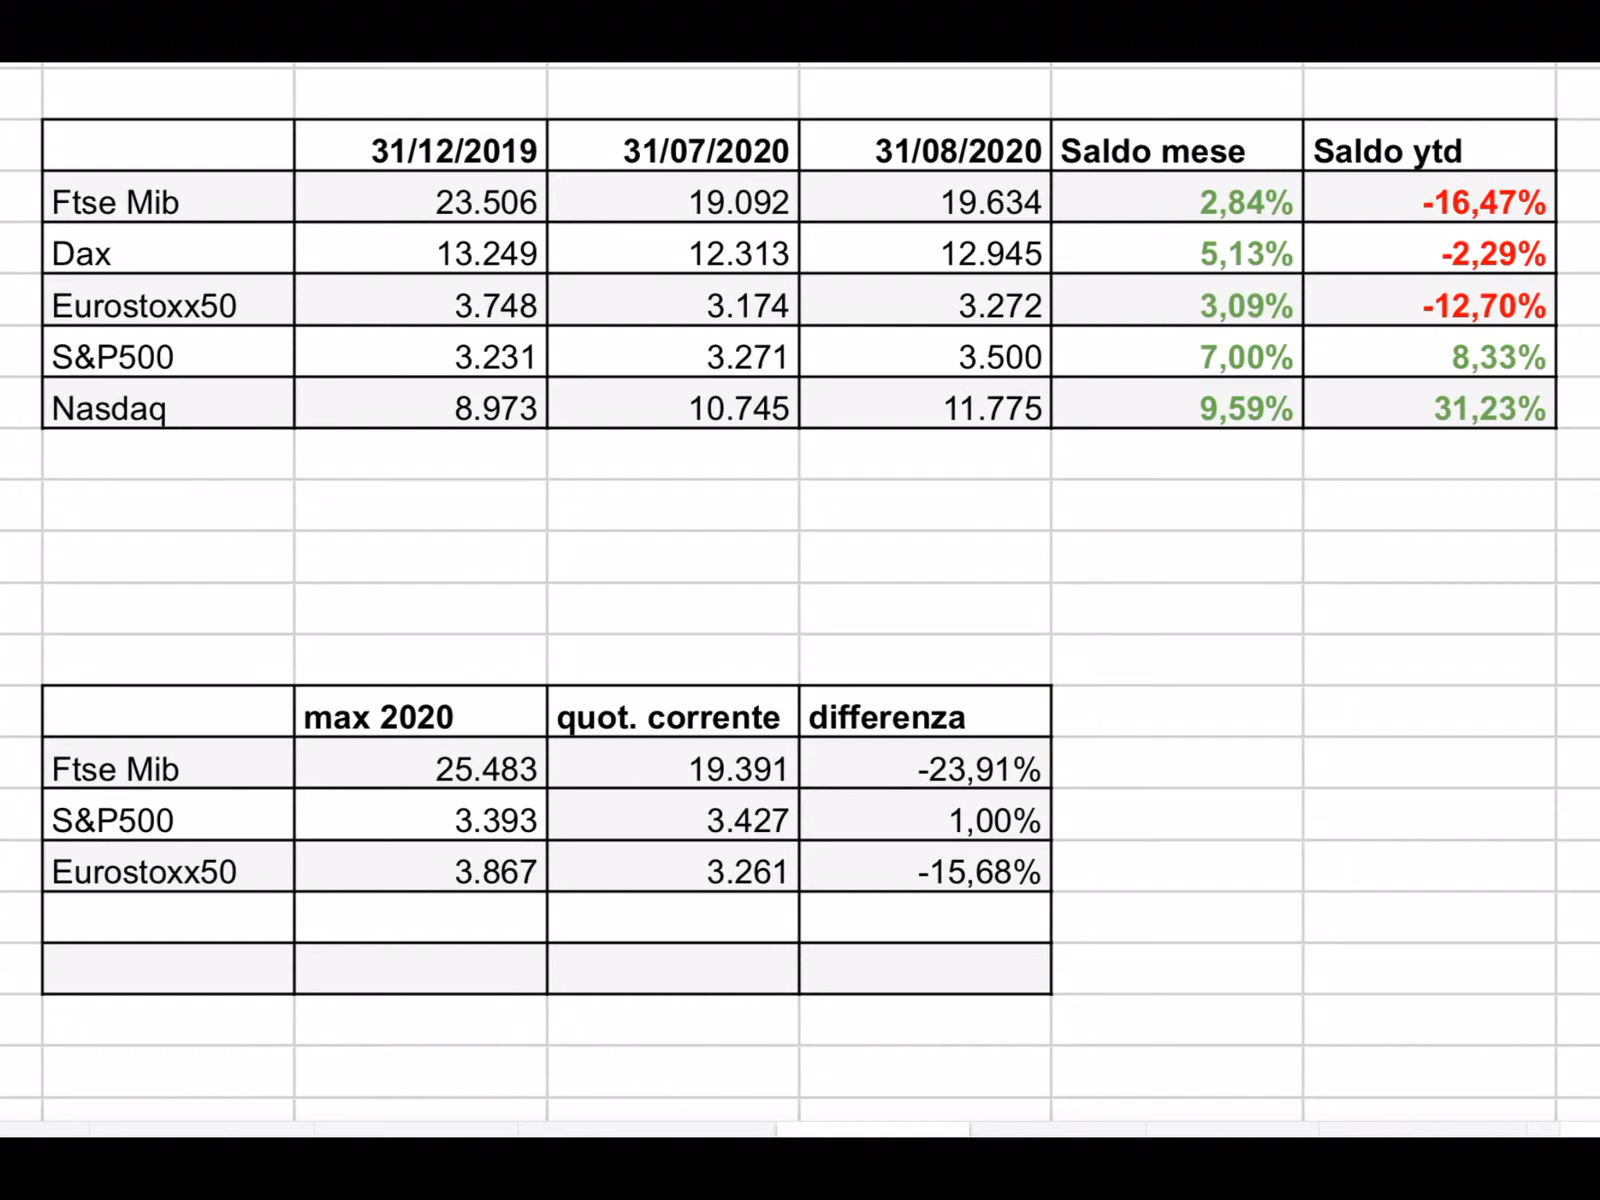 31/12/2019 31/07/2020 31/08/2020 Saldo mese Saldo ytd
Ftse Mib 23.506 19.092 19.634 2,84% -16,47%
Dax 13.249 12.313 12.945 5,13% -2,29%
Eurostoxx50 3.748 3.174 3.272 3,09% -12,70%
S&P500 3.231 3.271 3.500 7,00% 8,33%
Nasdaq 8.973 10.745 11.775 9,59% 31,23%
max 2020 quot. corrente differenza
Ftse Mib 25.483 19.391 -23,91%
S&P500 3.393 3.427 1,00%
Eurostoxx50 3.867 3.261 -15,68%